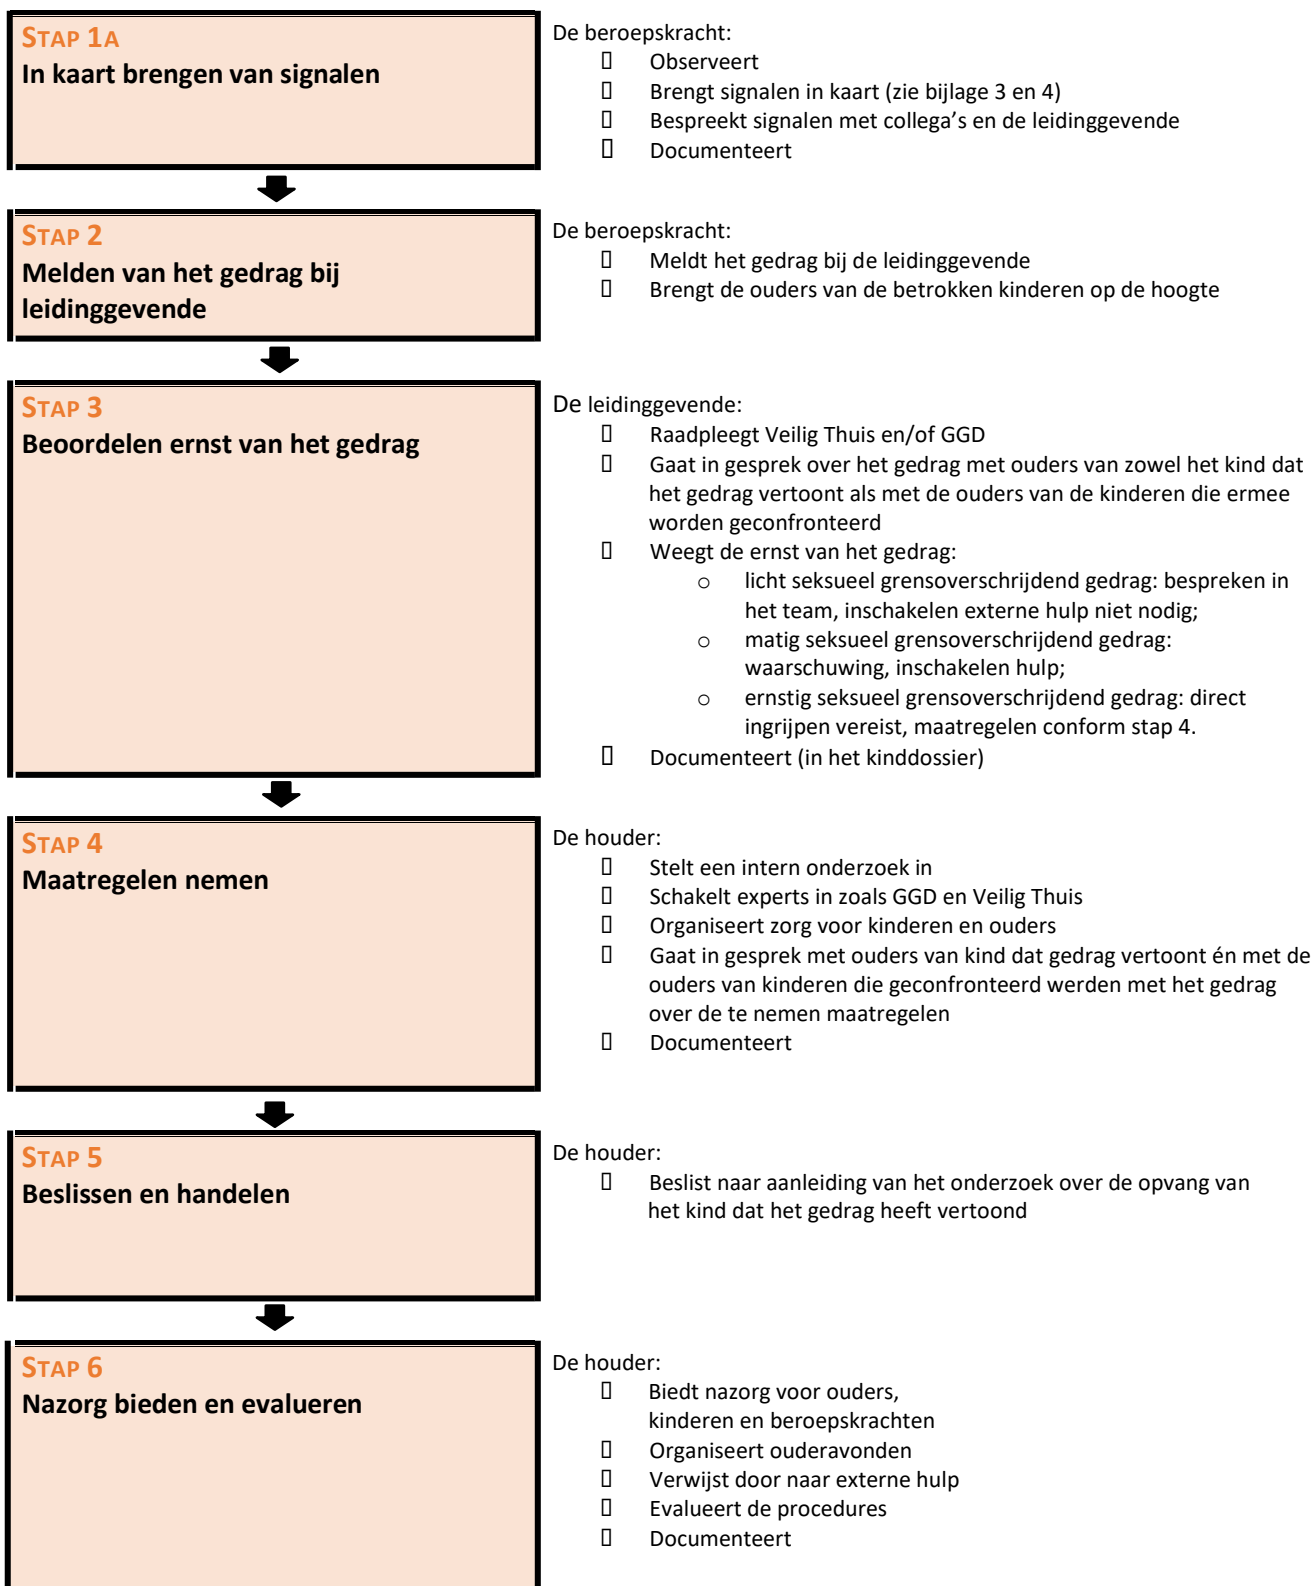 STAP 1A
In kaart brengen van signalen
De beroepskracht:
Observeert
Brengt signalen in kaart (zie bijlage 3 en 4)
Bespreekt signalen met collega's en de leidinggevende
Documenteert
STAP 2
Melden van het gedrag bij
leidinggevende
De beroepskracht:
Meldt het gedrag bij de leidinggevende
Brengt de ouders van de betrokken kinderen op de hoogte
STAP 3
Beoordelen ernst van het gedrag
De leidinggevende:
Raadpleegt Veilig Thuis en/of GGD
Gaat in gesprek over het gedrag met ouders van zowel het kind dat
het gedrag vertoont als met de ouders van de kinderen die ermee
worden geconfronteerd
Weegt de ernst van het gedrag:
o licht seksueel grensoverschrijdend gedrag: bespreken in
het team, inschakelen externe hulp niet nodig;
o matig seksueel grensoverschrijdend gedrag:
waarschuwing, inschakelen hulp;
o ernstig seksueel grensoverschrijdend gedrag: direct
ingrijpen vereist, maatregelen conform stap 4.
Documenteert (in het kinddossier)
STAP 4
Maatregelen nemen
De houder:
Stelt een intern onderzoek in
Schakelt experts in zoals GGD en Veilig Thuis
Organiseert zorg voor kinderen en ouders
Gaat in gesprek met ouders van kind dat gedrag vertoont én met de
ouders van kinderen die geconfronteerd werden met het gedrag
over de te nemen maatregelen
Documenteert
STAP 5
Beslissen en handelen
De houder:
Beslist naar aanleiding van het onderzoek over de opvang van
het kind dat het gedrag heeft vertoond
STAP 6
Nazorg bieden en evalueren
De houder:
Biedt nazorg voor ouders,
kinderen en beroepskrachten
Organiseert ouderavonden
Verwijst door naar externe hulp
Evalueert de procedures
Documenteert